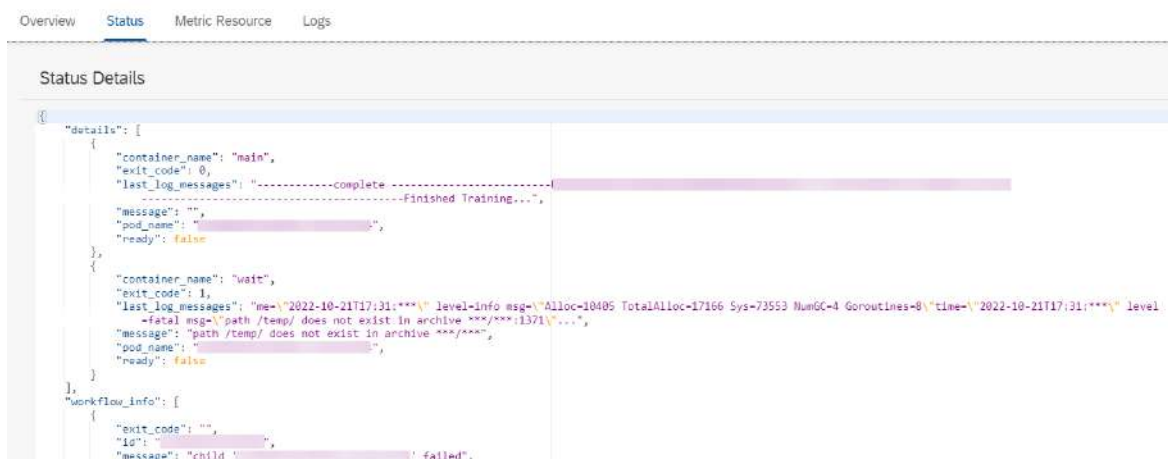 Overview Status Metric Resource Logs
Status Details
{
"details": [
{
"container_name": "main",
"exit_code": 0,
"last_log_messages": "------------complete -------------------------
----------------------------------------Finished Training...",
"message": "",
"pod_name": "
"ready": false
},
{
"container_name": "wait",
"exit_code": 1,
"last_log_messages": "me=\"2022-10-21T17:31:***\" level=info msg=\"Alloc=10405 TotalAlloc=17166 Sys=73553 NumGC=4 Goroutines=8\"time=\"2022-10-21T17:31:***\" level
=fatal msg=\"path /temp/ does not exist in archive ***/***:1371\"...",
"message": "path /temp/ does not exist in archive ***/***",
"pod_name": "
"ready": false
}
],
"workflow_info": [
{
"exit_code": "",
"id": " ",
"message": "child ' ' failed",